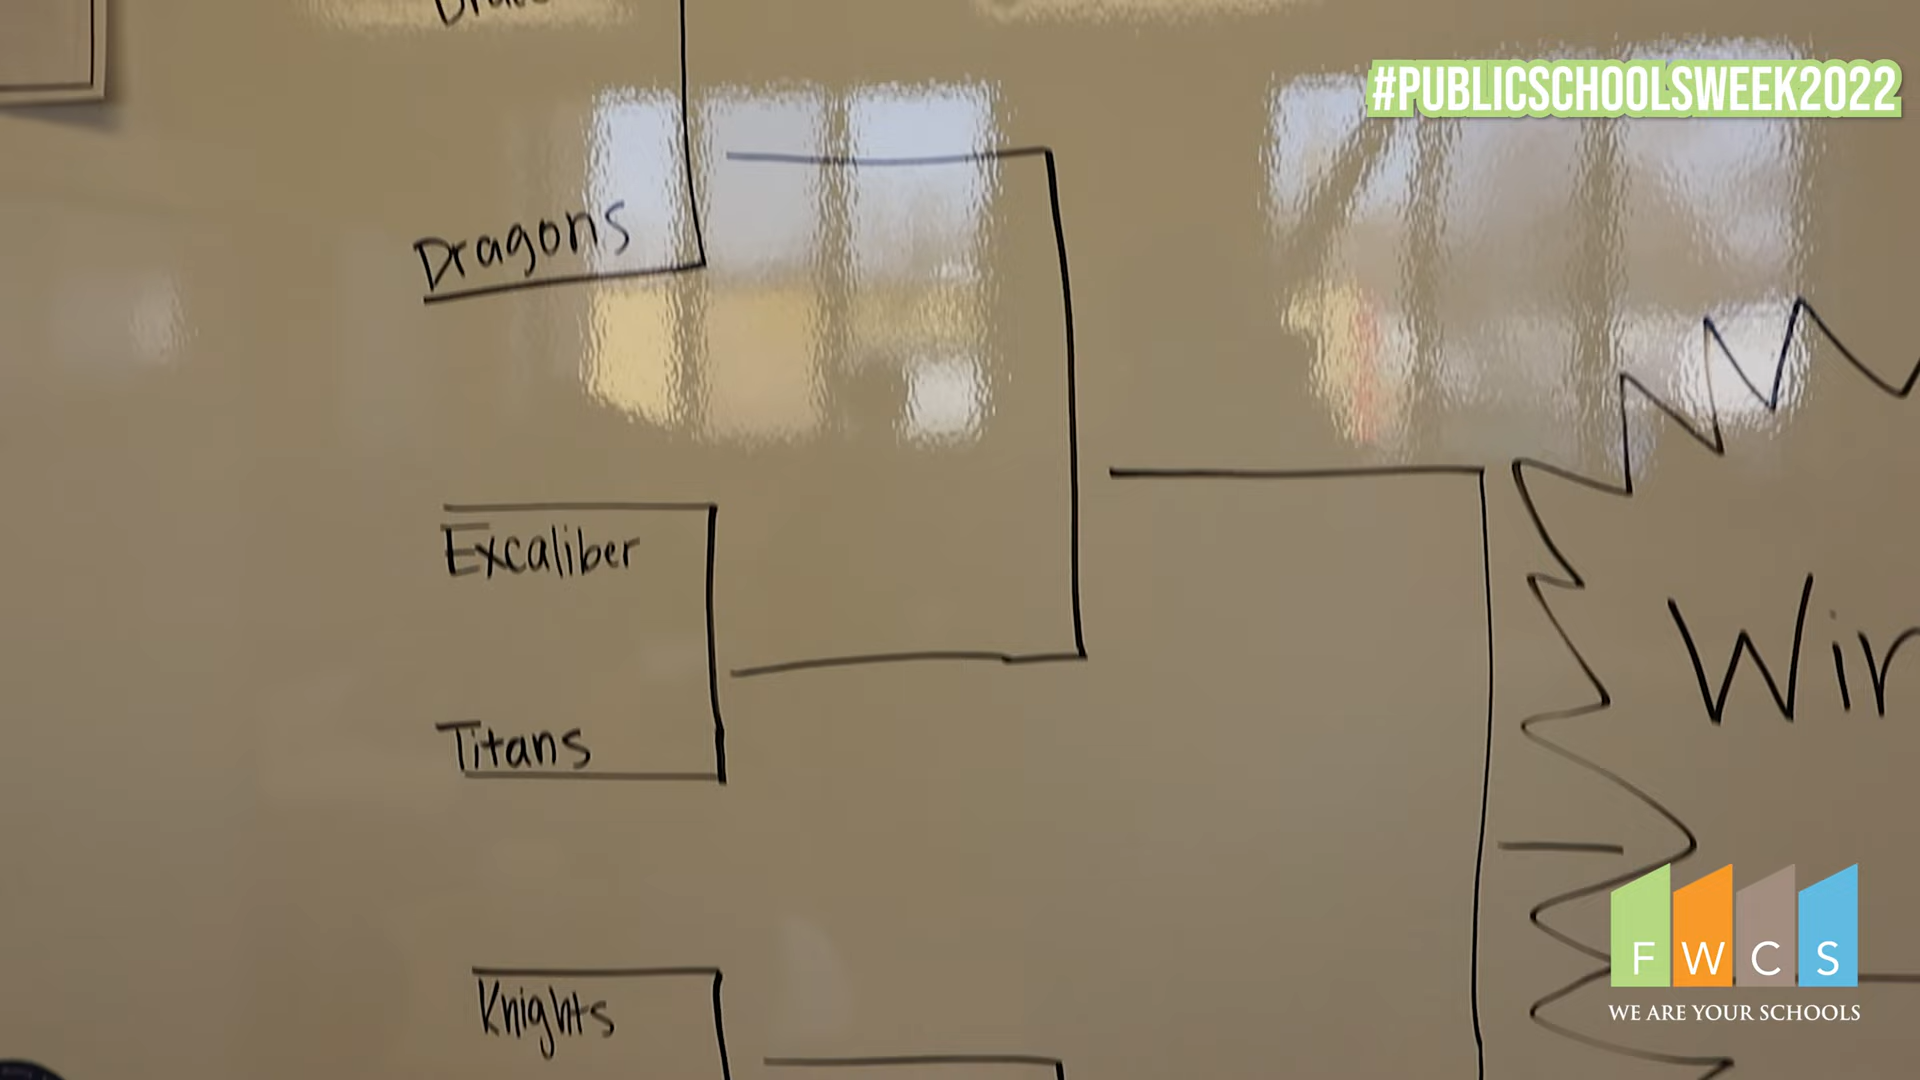 #PUBLICSCHOOLSWEEK2022
Dragons
Excaliber
Titans
Knights
F W C S
WE ARE YOUR SCHOOLS